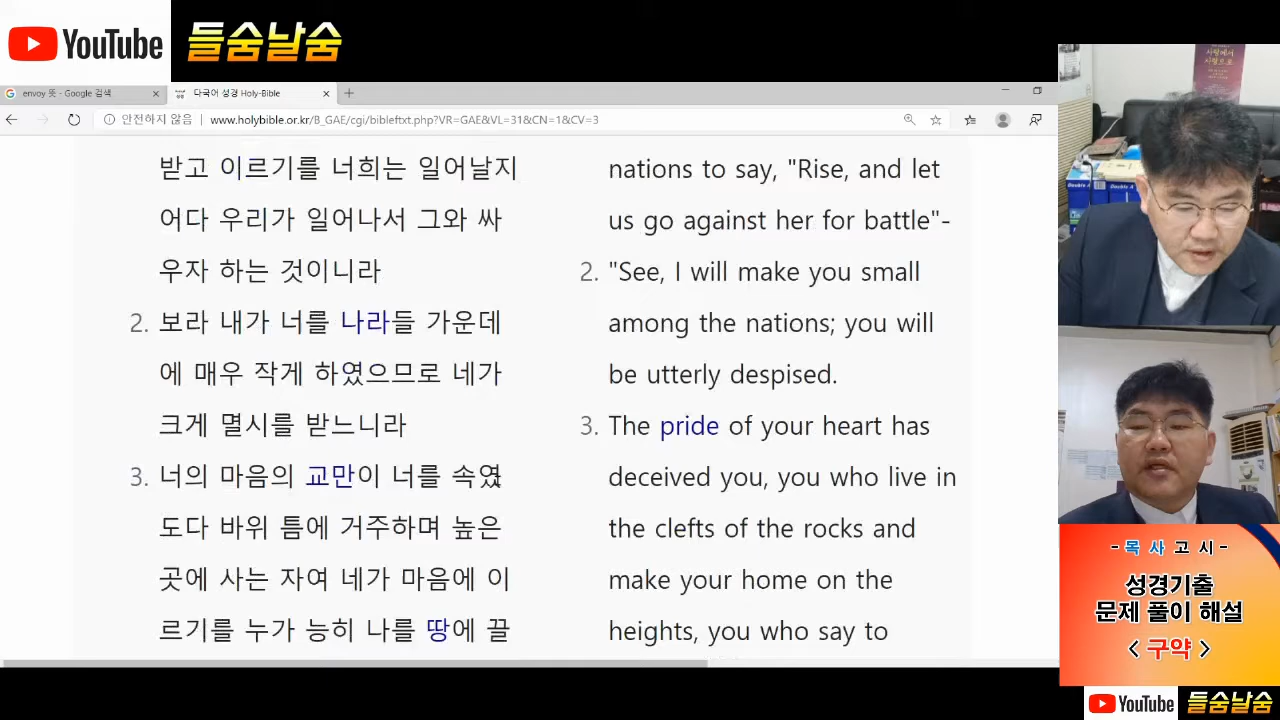 YouTube
들숨날숨
envoy 뜻 - Google 검색
다국어 성경 Holy-Bible
안전하지 않음
www.holybible.or.kr/B_GAE/cgi/bibleftxt.php?VR=GAE&VL=31&CN=1&CV=3
받고 이르기를 너희는 일어날지
어다 우리가 일어나서 그와 싸
우자 하는 것이니라
2. 보라 내가 너를 나라들 가운데
에 매우 작게 하였으므로 네가
크게 멸시를 받느니라
3. 너의 마음의 교만이 너를 속였
도다 바위 틈에 거주하며 높은
곳에 사는 자여 네가 마음에 이
르기를 누가 능히 나를 땅에 끌
nations to say, "Rise, and let
us go against her for battle"-
2. "See, I will make you small
among the nations; you will
be utterly despised.
3. The pride of your heart has
deceived you, you who live in
the clefts of the rocks and
make your home on the
heights, you who say to
사랑에서
사랑으로
Double A
- 목 사 고 시 -
성경기출
문제 풀이 해설
< 구약 >
YouTube
들숨날숨